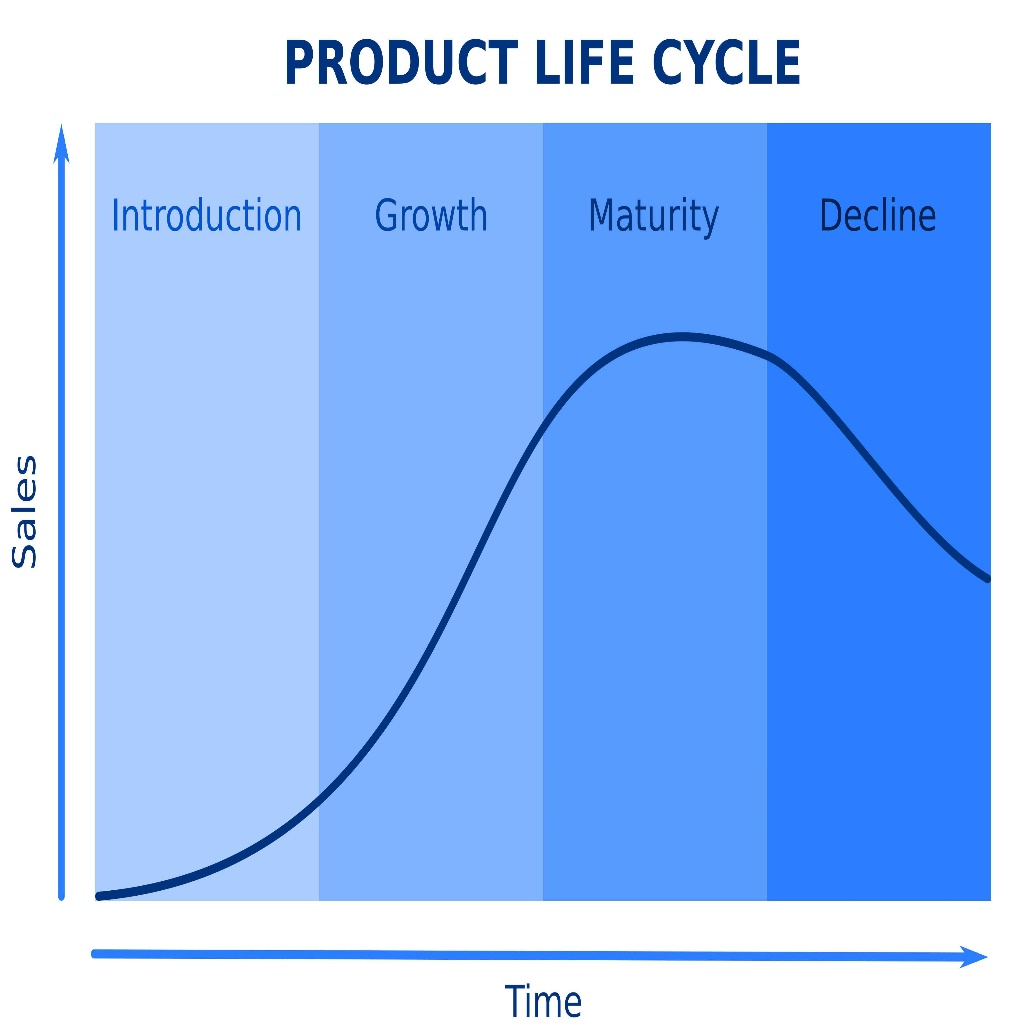 PRODUCT LIFE CYCLE
Introduction
Growth
Maturity
Decline
Sales
Time